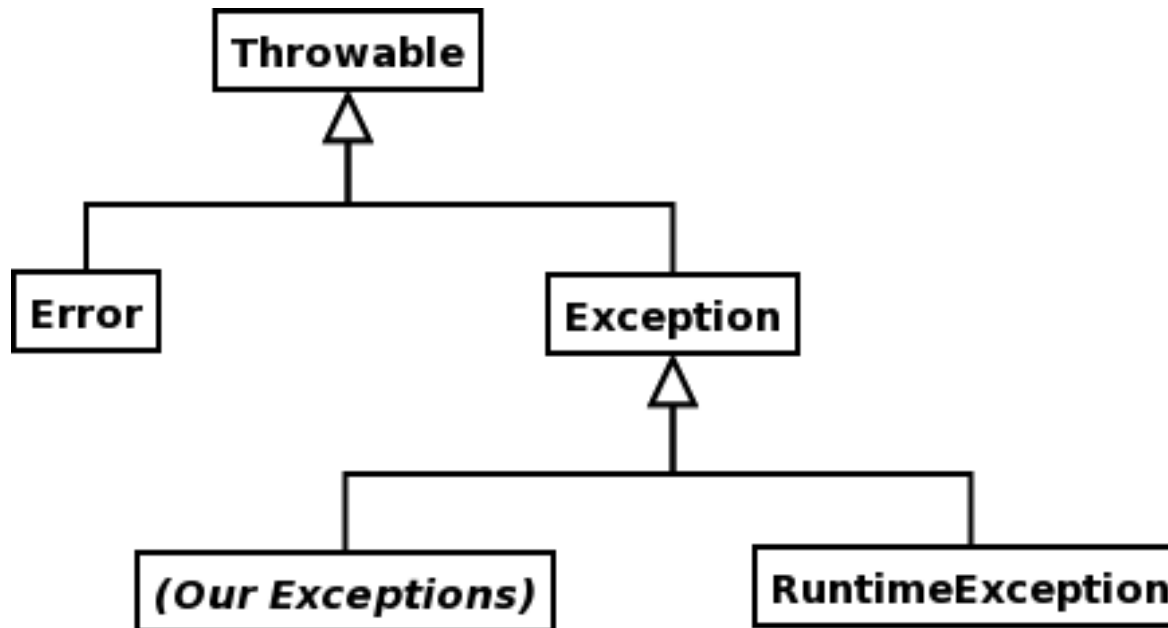 Throwable
Error
Exception
(Our Exceptions)
RuntimeException